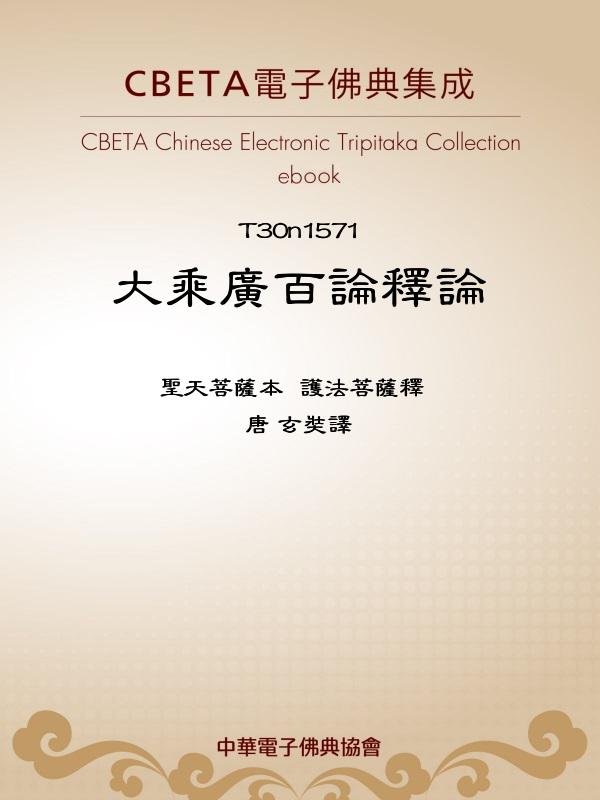 CBETA電子佛典集成
CBETA Chinese Electronic Tripitaka Collection
ebook
T30n1571
大乘廣百論釋論
聖天菩薩本 護法菩薩釋
唐 玄奘譯
中華電子佛典協會